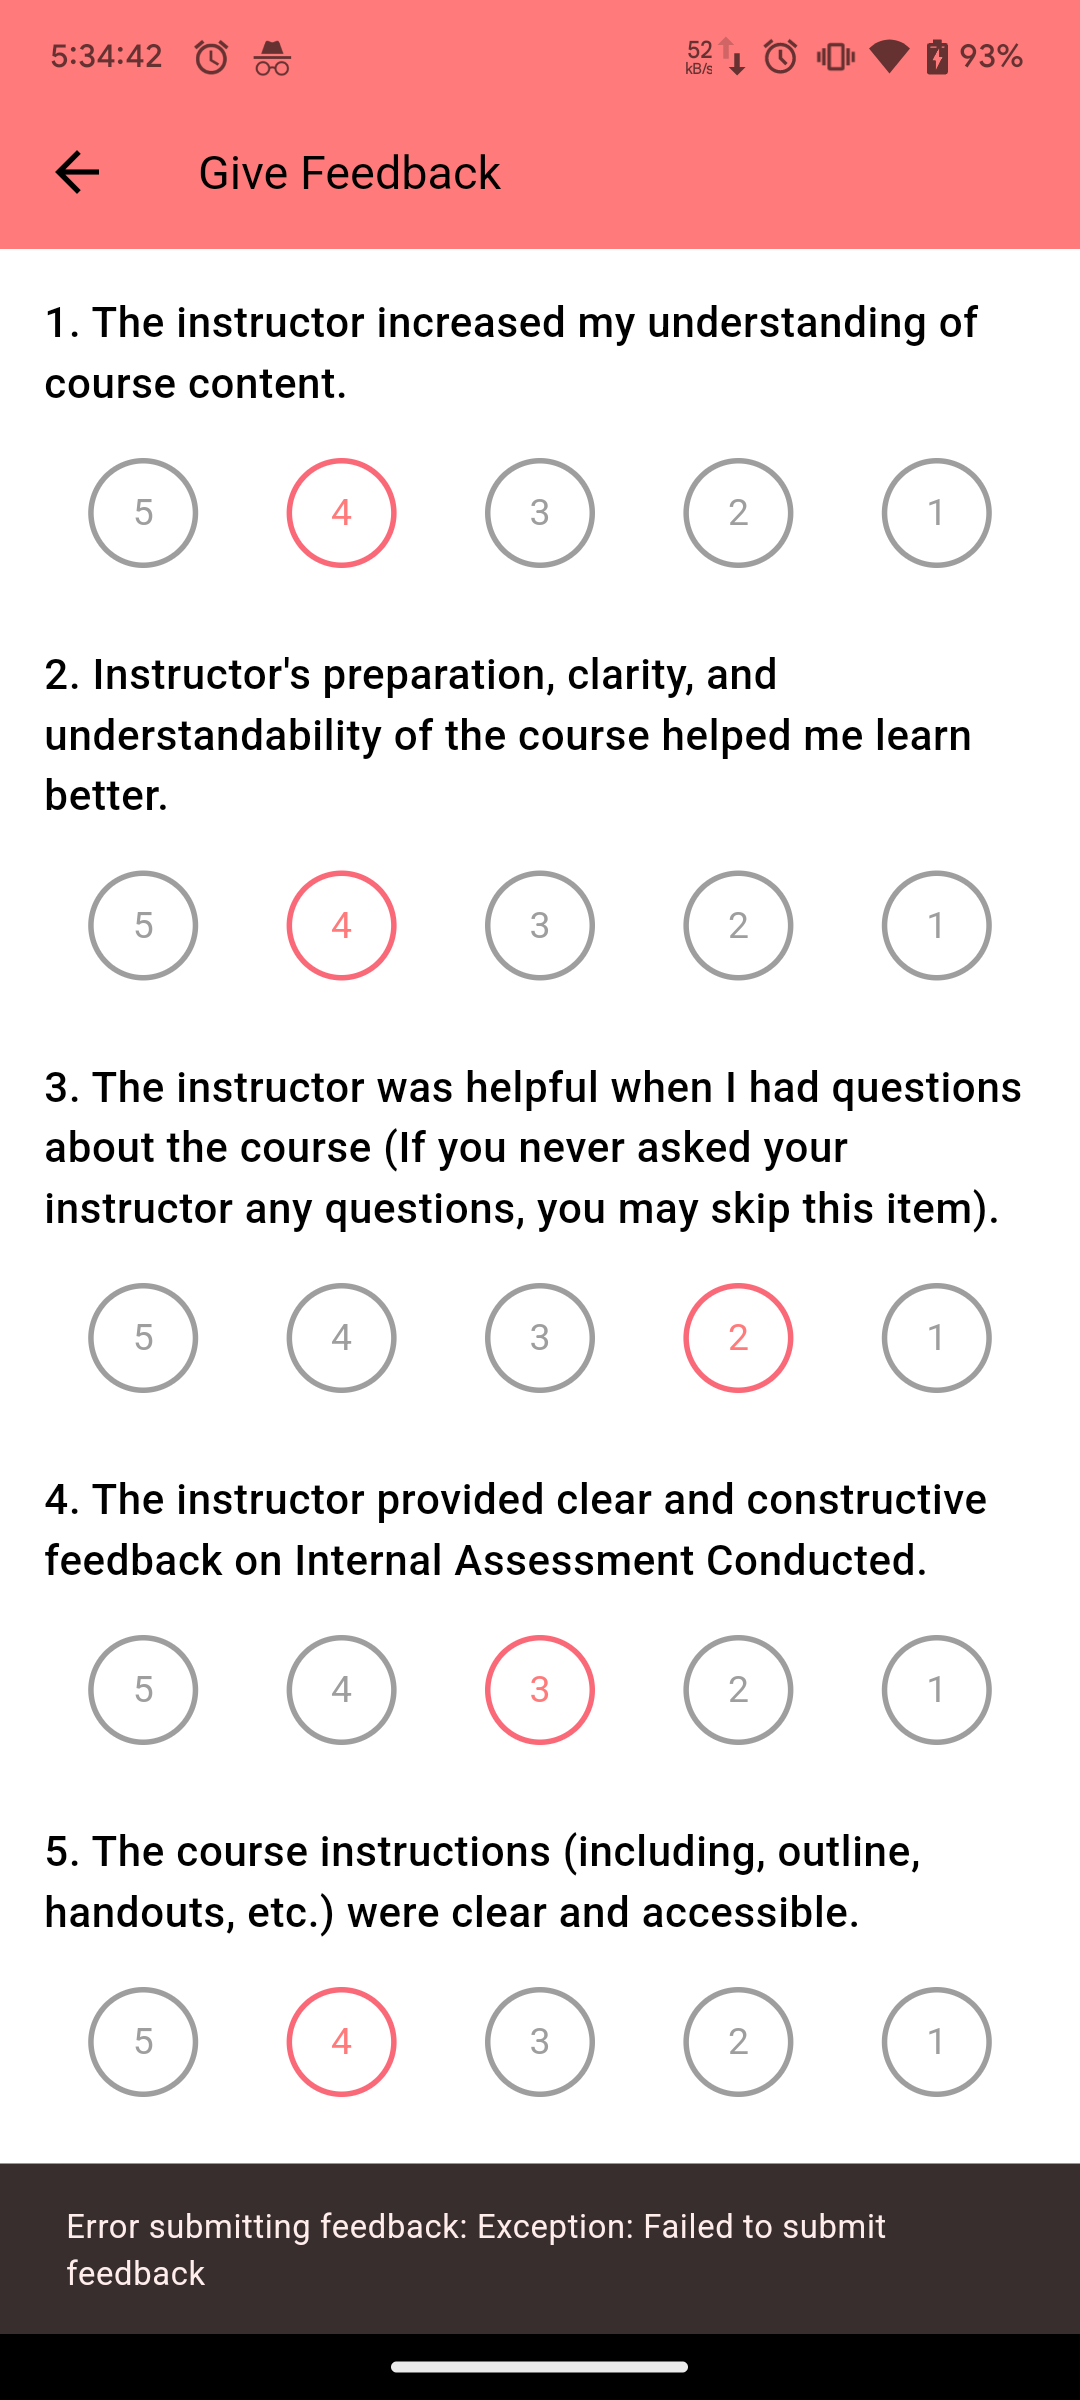 5:34:42
52
kB/s
93%
Give Feedback
1. The instructor increased my understanding of
course content.
5 4 3 2 1
2. Instructor's preparation, clarity, and
understandability of the course helped me learn
better.
5 4 3 2 1
3. The instructor was helpful when I had questions
about the course (If you never asked your
instructor any questions, you may skip this item).
5 4 3 2 1
4. The instructor provided clear and constructive
feedback on Internal Assessment Conducted.
5 4 3 2 1
5. The course instructions (including, outline,
handouts, etc.) were clear and accessible.
5 4 3 2 1
Error submitting feedback: Exception: Failed to submit
feedback